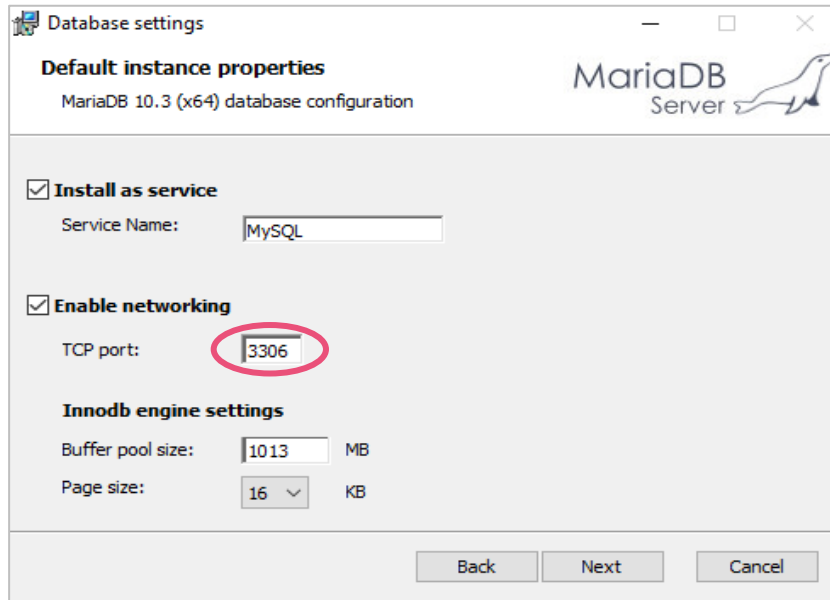 Database settings
Default instance properties
MariaDB 10.3 (x64) database configuration
MariaDB
Server
Install as service
Service Name: MySQL
Enable networking
TCP port: 3306
Innodb engine settings
Buffer pool size: 1013 MB
Page size: 16 KB
Back Next Cancel